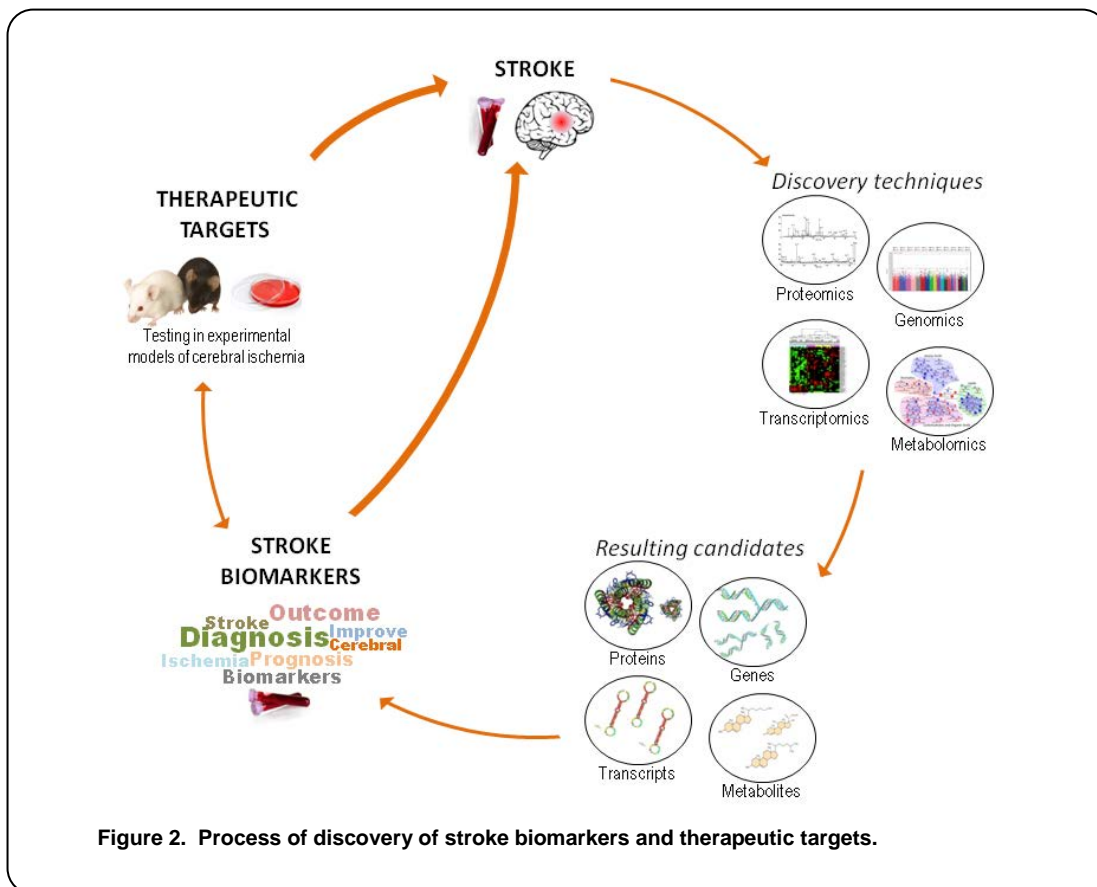 STROKE
Discovery techniques
Proteomics
Genomics
Transcriptomics
Metabolomics
Resulting candidates
Proteins
Genes
Transcripts
Metabolites
STROKE
BIOMARKERS
Outcome
Stroke
Diagnosis
Improve
Cerebral
Ischemia
Prognosis
Biomarkers
THERAPEUTIC
TARGETS
Testing in experimental
models of cerebral ischemia
Figure 2. Process of discovery of stroke biomarkers and therapeutic targets.